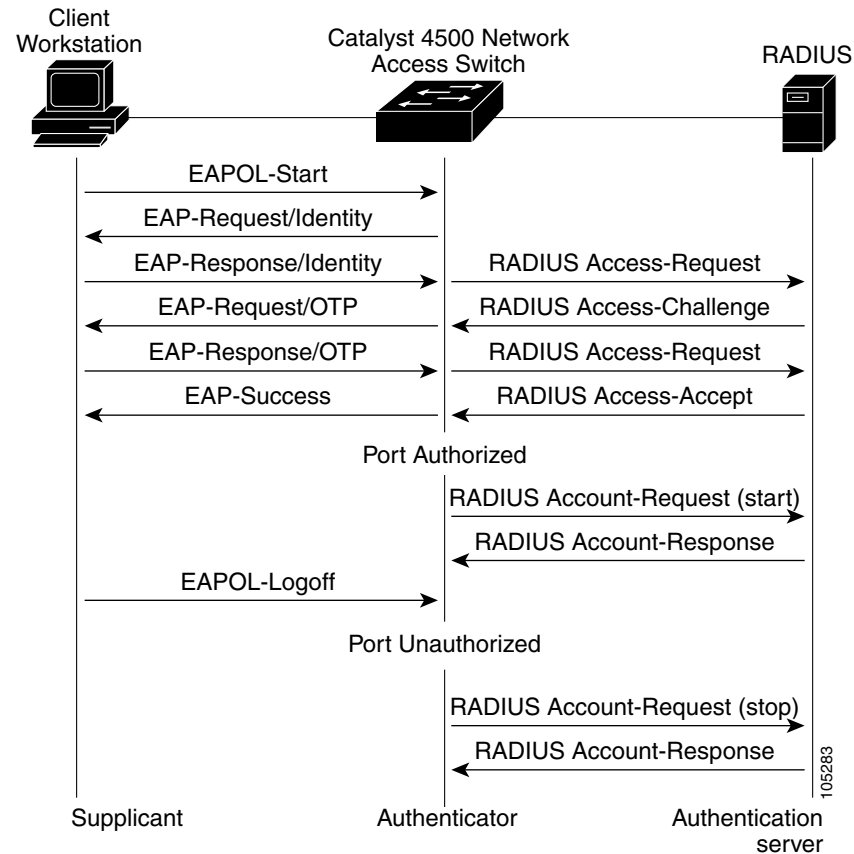 Client
Workstation
Catalyst 4500 Network
Access Switch
RADIUS
EAPOL-Start
EAP-Request/Identity
EAP-Response/Identity
RADIUS Access-Request
EAP-Request/OTP
RADIUS Access-Challenge
EAP-Response/OTP
RADIUS Access-Request
EAP-Success
RADIUS Access-Accept
Port Authorized
RADIUS Account-Request (start)
RADIUS Account-Response
EAPOL-Logoff
Port Unauthorized
RADIUS Account-Request (stop)
RADIUS Account-Response
105283
Supplicant
Authenticator
Authentication
server